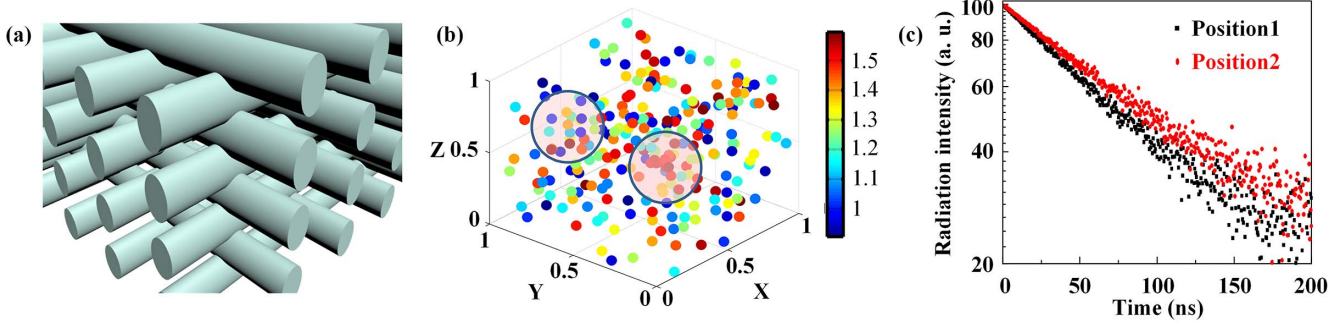 (a)
(b)
1
Z 0.5
0
1
0.5
0
Y
0
0.5
1
X
1.5
1.4
1.3
1.2
1.1
1
(c)
Radiation intensity (a. u.)
100
80
60
40
20
Position1
Position2
0 50 100 150 200
Time (ns)